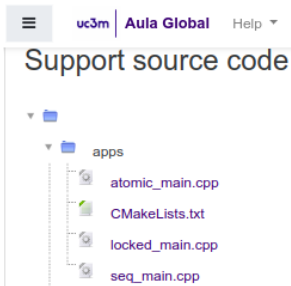 uc3m Aula Global Help
Support source code
apps
atomic_main.cpp
CMakeLists.txt
locked_main.cpp
seq_main.cpp